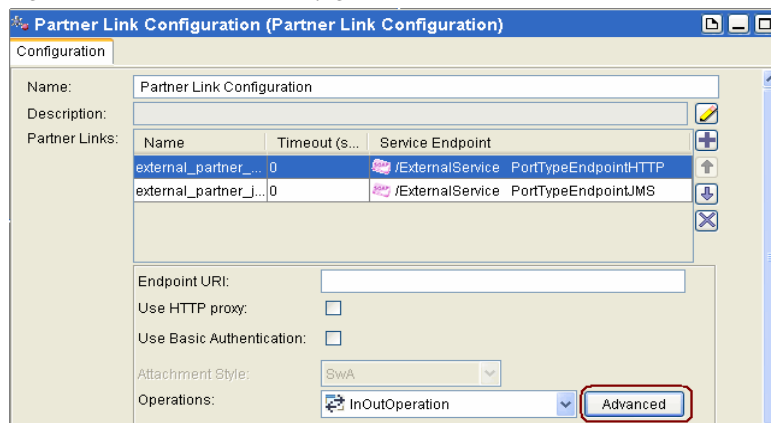 Partner Link Configuration (Partner Link Configuration)
Configuration
Name: Partner Link Configuration
Description:
Partner Links:
Name Timeout (s... Service Endpoint
external_partner_... 0 SOAP /ExternalService PortTypeEndpointHTTP
external_partner_j... 0 SOAP /ExternalService PortTypeEndpointJMS
Endpoint URI:
Use HTTP proxy:
Use Basic Authentication:
Attachment Style: SwA
Operations: InOutOperation Advanced